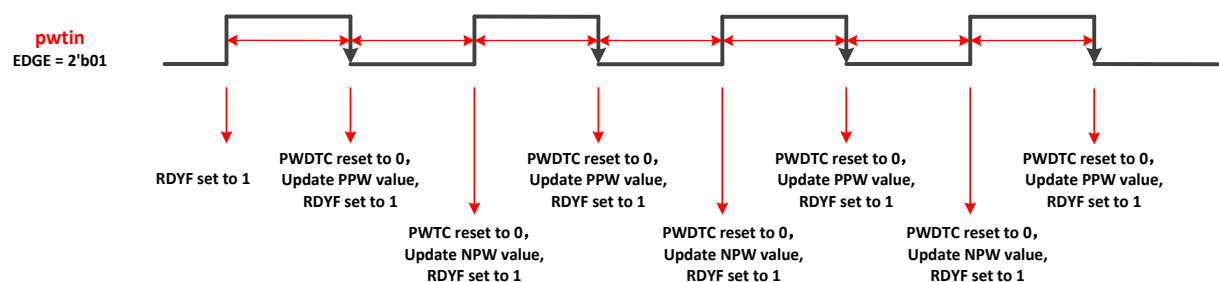 pwtin
EDGE = 2'b01
RDYF set to 1
PWDTC reset to 0，
Update PPW value,
RDYF set to 1
PWTC reset to 0，
Update NPW value,
RDYF set to 1
PWDTC reset to 0，
Update PPW value,
RDYF set to 1
PWDTC reset to 0，
Update NPW value,
RDYF set to 1
PWDTC reset to 0，
Update PPW value,
RDYF set to 1
PWDTC reset to 0，
Update NPW value,
RDYF set to 1
PWDTC reset to 0，
Update PPW value,
RDYF set to 1